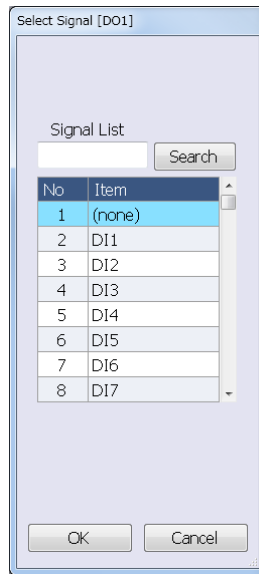 Select Signal [DO1]
Signal List
Search
No Item
1 (none)
2 DI1
3 DI2
4 DI3
5 DI4
6 DI5
7 DI6
8 DI7
OK Cancel